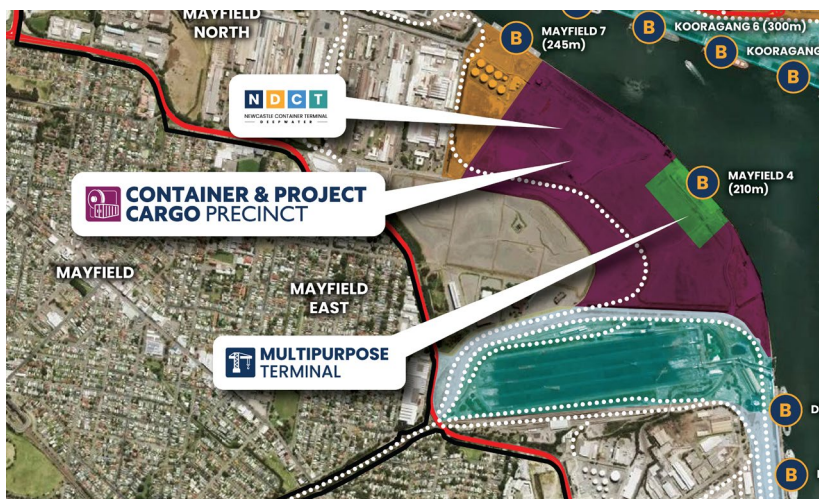 MAYFIELD
NORTH
B
MAYFIELD 7
(245m)
B
KOORAGANG 6 (300m)
B
KOORAGANG
B
NDCT
NEWCASTLE CONTAINER TERMINAL
DEEPWATER
CONTAINER & PROJECT
CARGO PRECINCT
B
MAYFIELD 4
(210m)
MAYFIELD
MAYFIELD
EAST
MULTIPURPOSE
TERMINAL
B
D
B